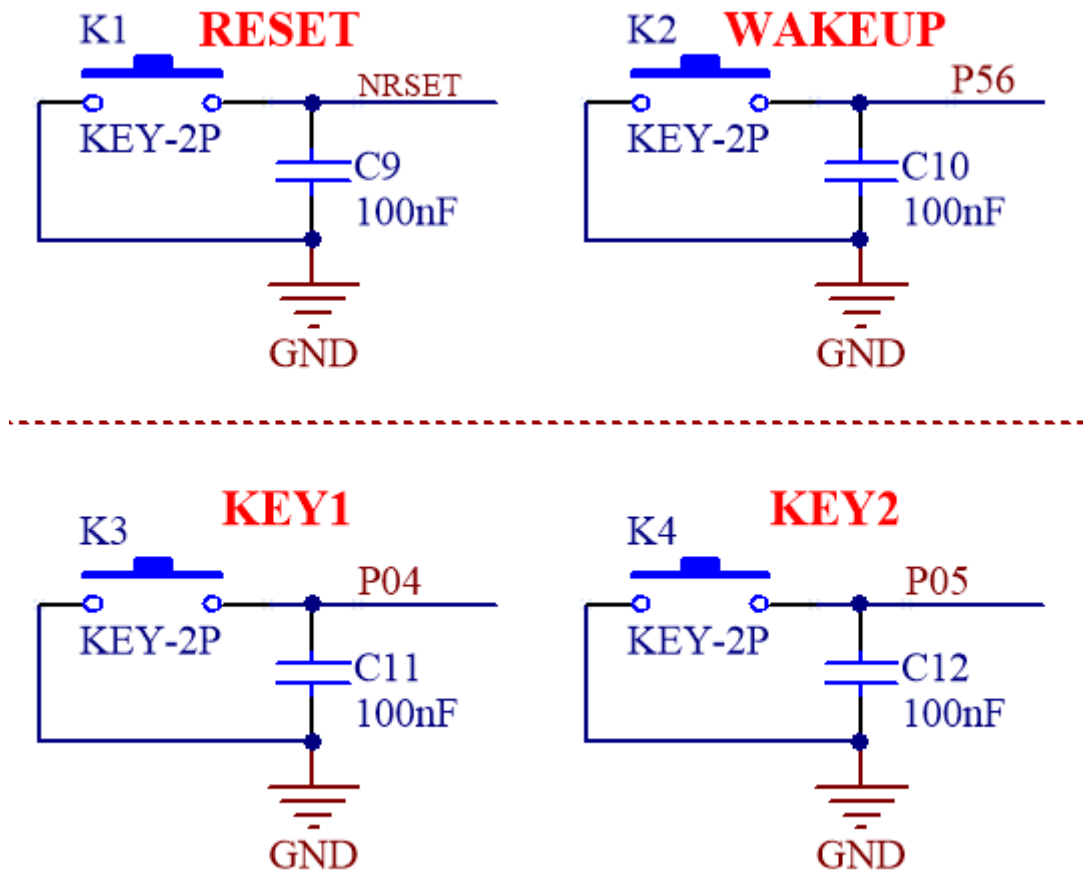 K1 RESET
NRSET
KEY-2P
C9
100nF
GND
K2 WAKEUP
P56
KEY-2P
C10
100nF
GND
KEY1
K3
P04
KEY-2P
C11
100nF
GND
KEY2
K4
P05
KEY-2P
C12
100nF
GND